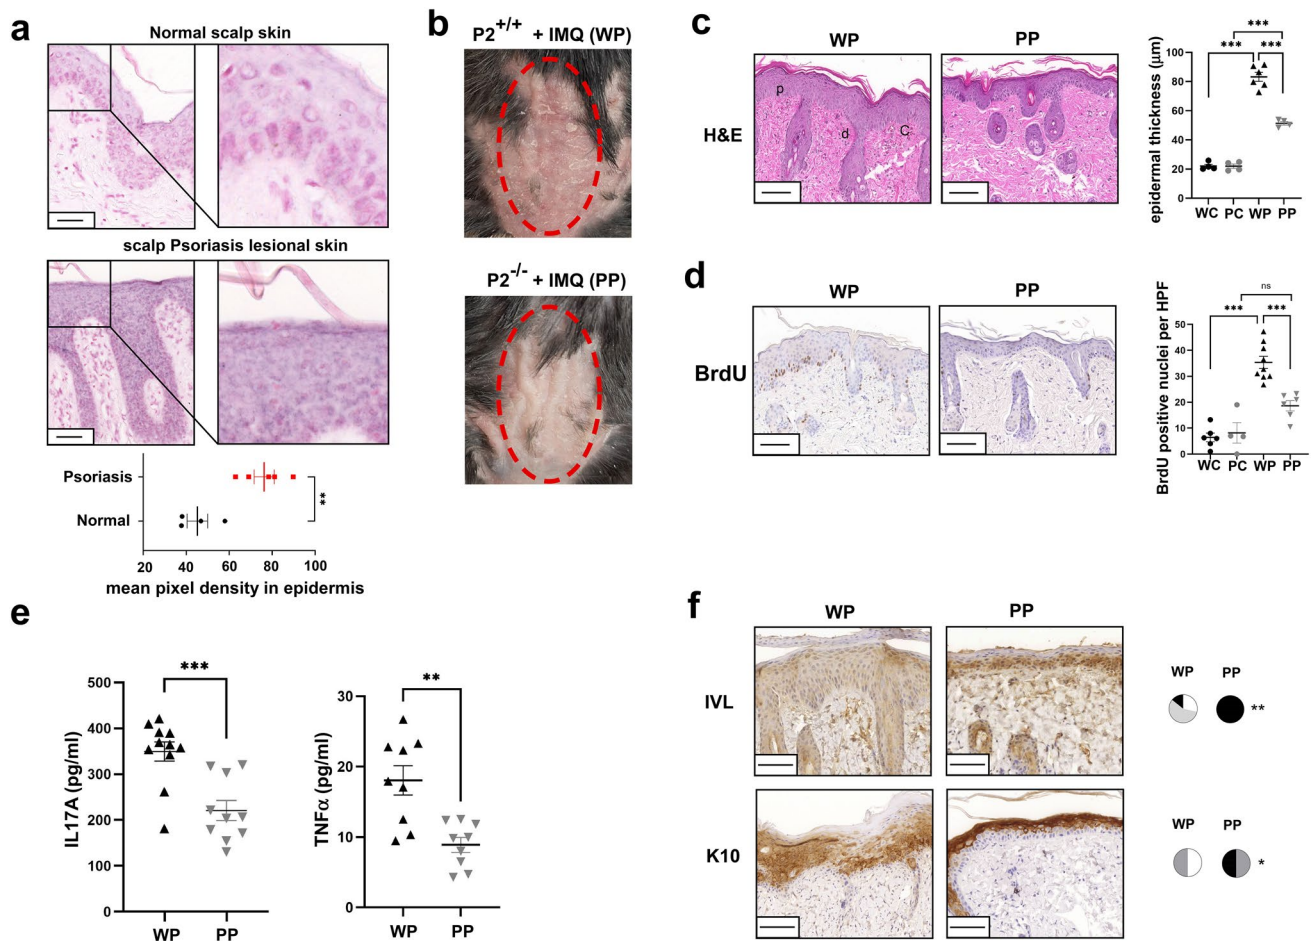 a
Normal scalp skin
scalp Psoriasis lesional skin
Psoriasis
Normal
**
20 40 60 80 100
mean pixel density in epidermis
b
P2+/+ + IMQ (WP)
P2-/- + IMQ (PP)
c
WP PP
H&E
p
d
C
epidermal thickness (µm)
***
*** ***
100
80
60
40
20
0
WC PC WP PP
d
WP PP
BrdU
BrdU positive nuclei per HPF
ns
*** ***
50
40
30
20
10
0
WC PC WP PP
e
IL17A (pg/ml)
***
500
400
300
200
100
0
WP PP
TNFα (pg/ml)
**
30
20
10
0
WP PP
f
WP PP
IVL
WP PP
**
K10
WP PP
*